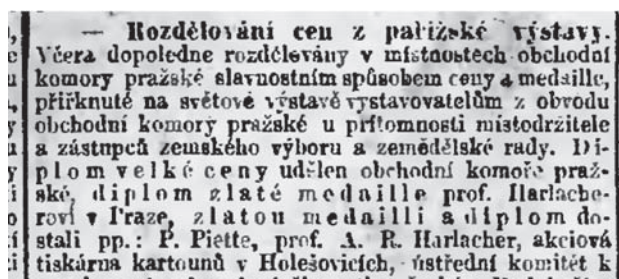 — Rozdělování cen z pařížské výstavy.
Včera dopoledne rozdělovány v místnostech obchodní
komory pražské slavnostním spůsobem ceny a medaille,
přiřknuté na světové výstavě vystavovatelům z obvodu
obchodní komory pražské u přítomnosti místodržitele
a zástupců zemského výboru a zemědělské rady. Di-
plom velké ceny udělen obchodní komoře praž-
ské, diplom zlaté medaille prof. Harlache-
rovi v Praze, zlatou medailli a diplom do-
stali pp.: P. Piette, prof. A. R. Harlacher, akciová
tiskárna kartounů v Holešovicích, ústřední komitét k